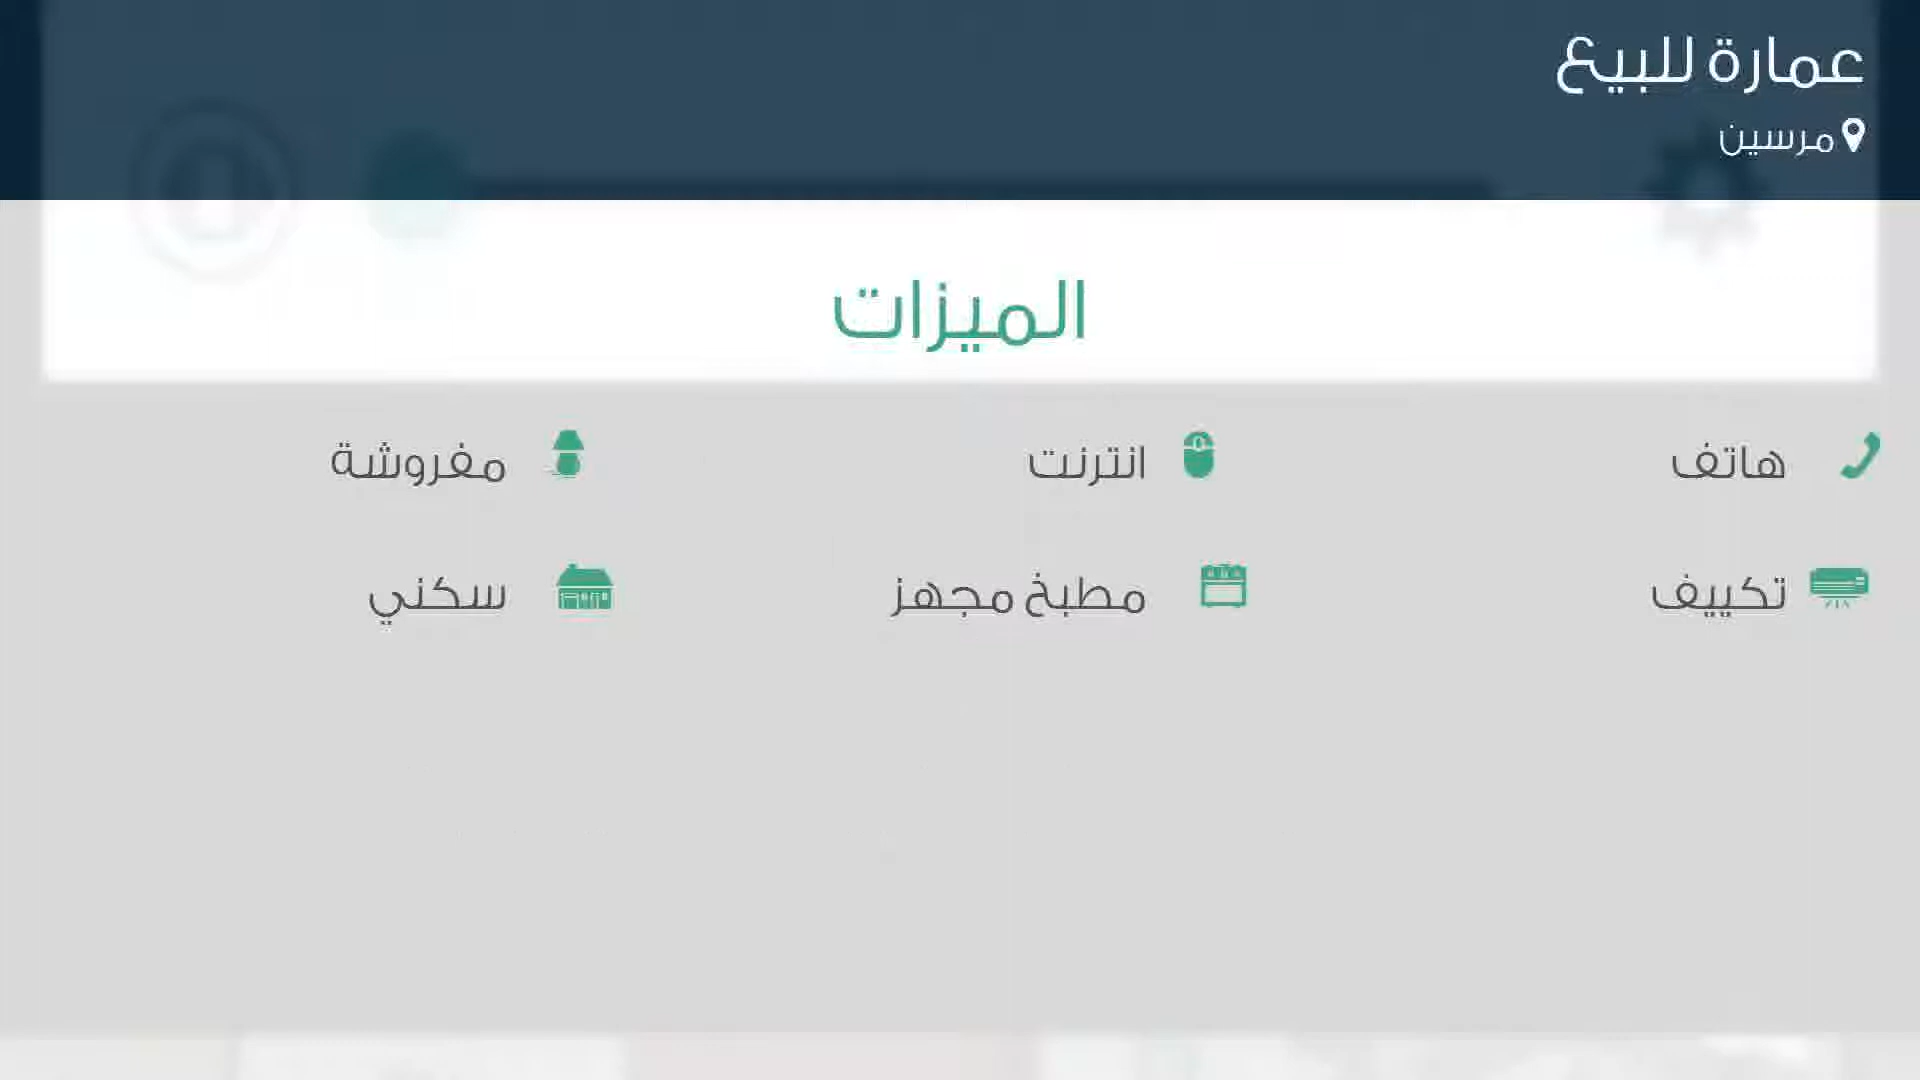 عمارة للبيع
مرسين
الميزات
هاتف
انترنت
مفروشة
تكييف
مطبخ مجهز
سكني